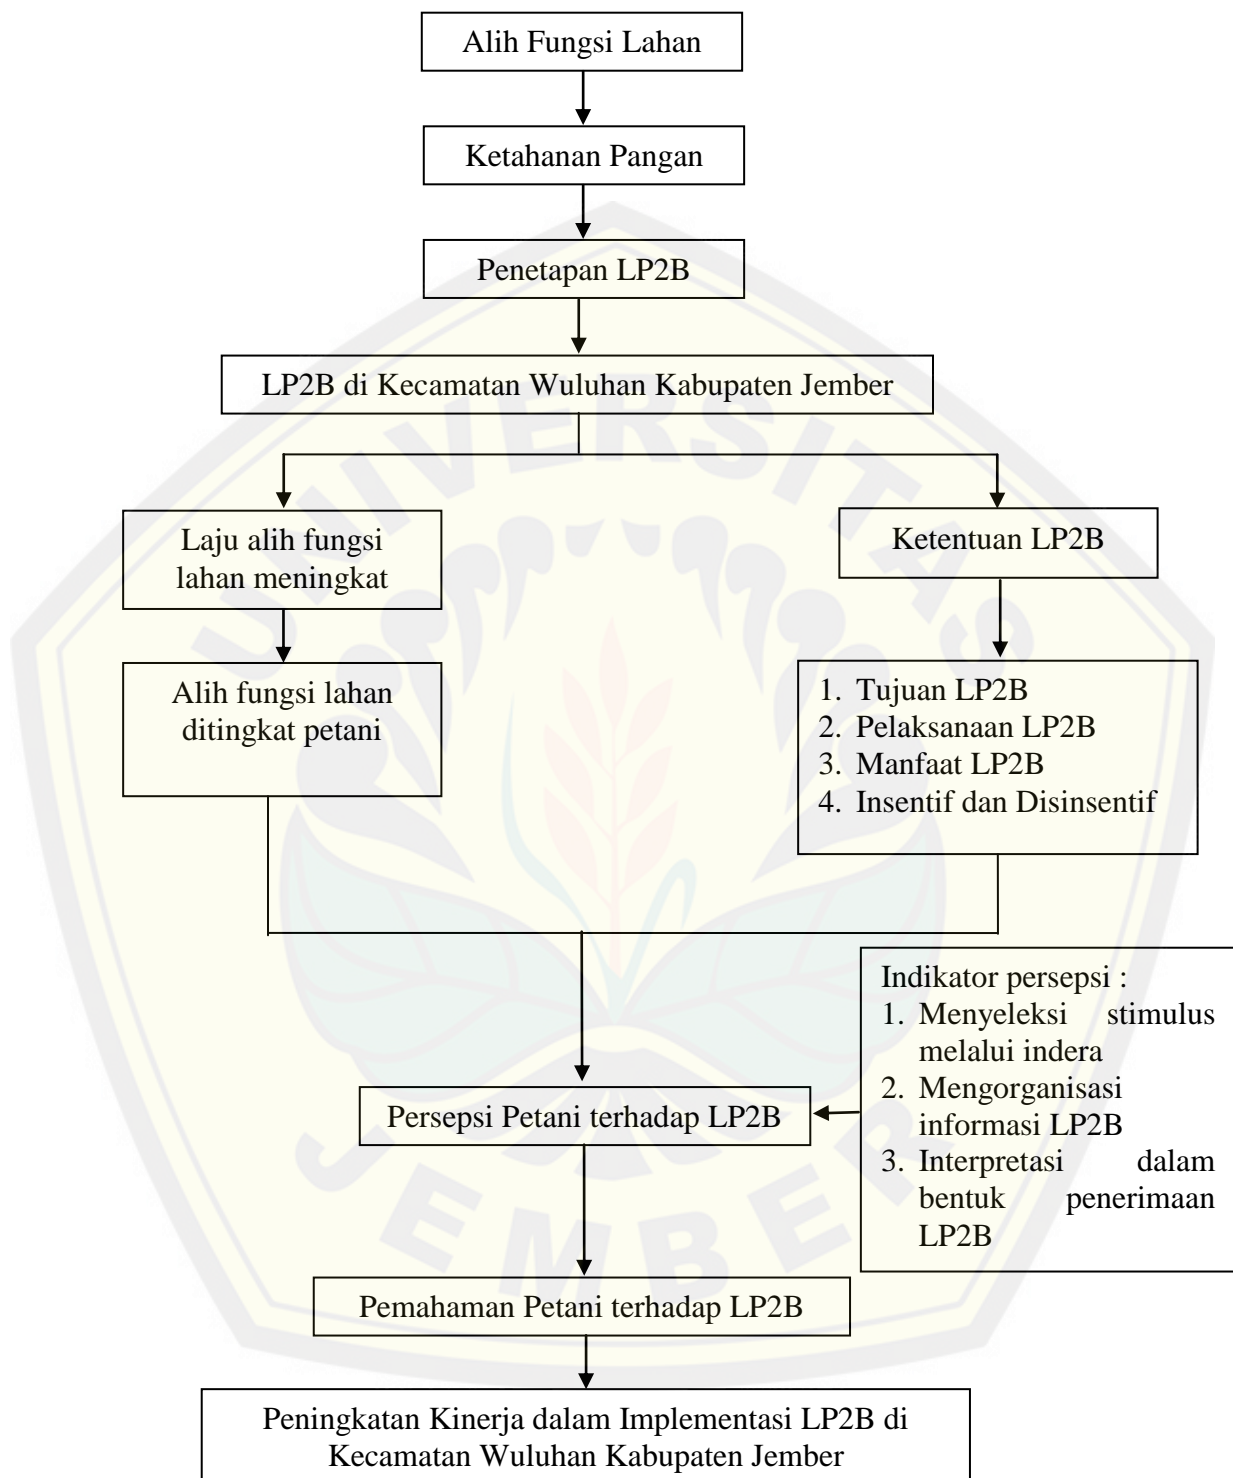 Alih Fungsi Lahan
Ketahanan Pangan
Penetapan LP2B
LP2B di Kecamatan Wuluhan Kabupaten Jember
Laju alih fungsi
lahan meningkat
Ketentuan LP2B
Alih fungsi lahan
ditingkat petani
1. Tujuan LP2B
2. Pelaksanaan LP2B
3. Manfaat LP2B
4. Insentif dan Disinsentif
Indikator persepsi :
1. Menyeleksi stimulus
melalui indera
2. Mengorganisasi
informasi LP2B
3. Interpretasi dalam
bentuk penerimaan
LP2B
Persepsi Petani terhadap LP2B
Pemahaman Petani terhadap LP2B
Peningkatan Kinerja dalam Implementasi LP2B di
Kecamatan Wuluhan Kabupaten Jember
UNIVERSITAS
JEMBER